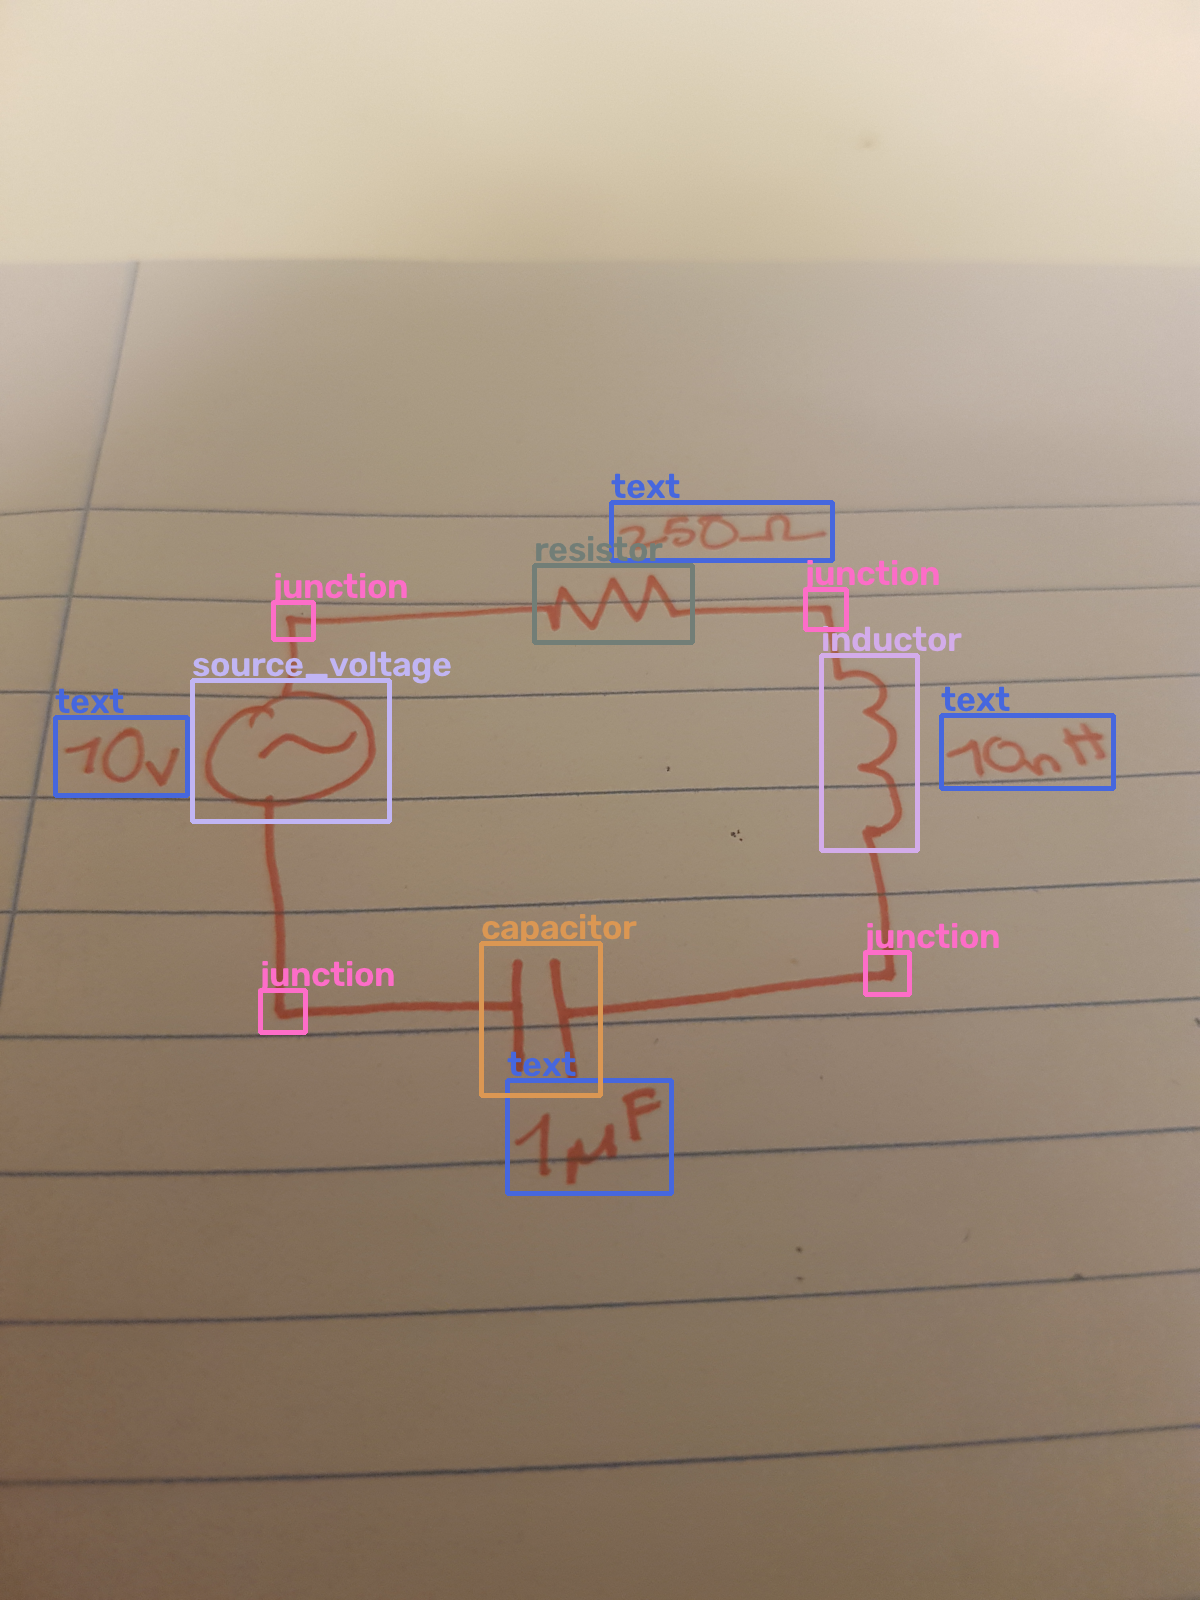 text
250Ω
resistor
junction
junction
inductor
source_voltage
text
10v
text
10nH
capacitor
junction
junction
text
1µF